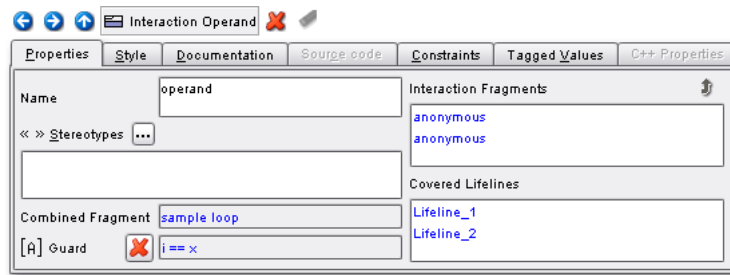 Interaction Operand
Properties Style Documentation Source code Constraints Tagged Values C++ Properties
Name operand
« » Stereotypes ...
Combined Fragment sample loop
[A] Guard i == x
Interaction Fragments
anonymous
anonymous
Covered Lifelines
Lifeline_1
Lifeline_2